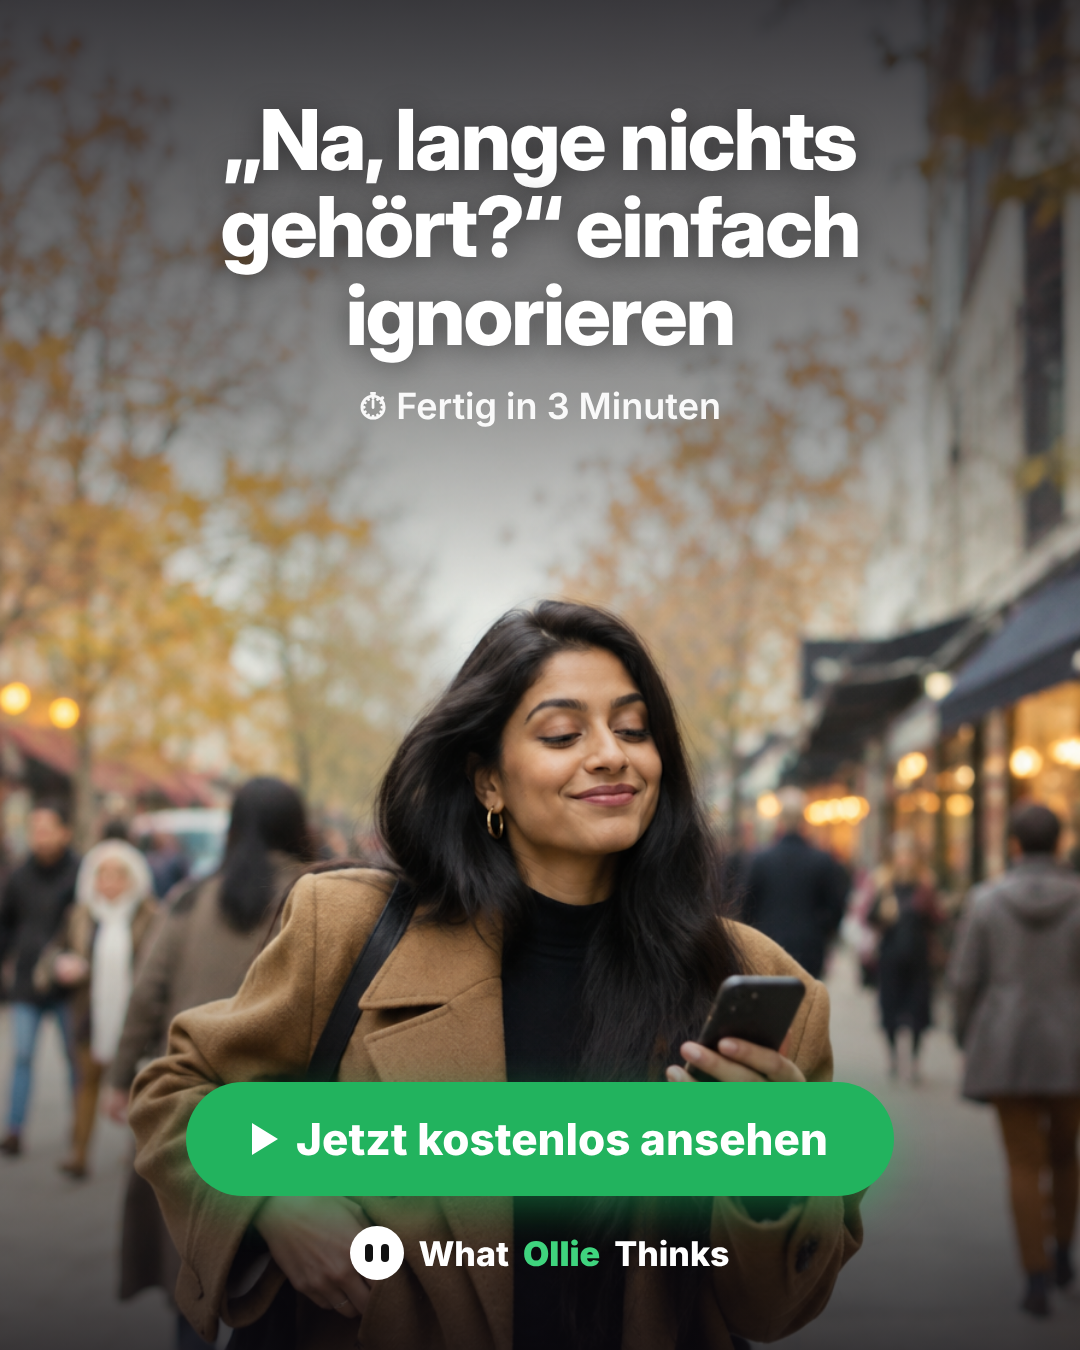 „Na, lange nichts
gehört?“ einfach
ignorieren
⏱ Fertig in 3 Minuten
▶ Jetzt kostenlos ansehen
What Ollie Thinks